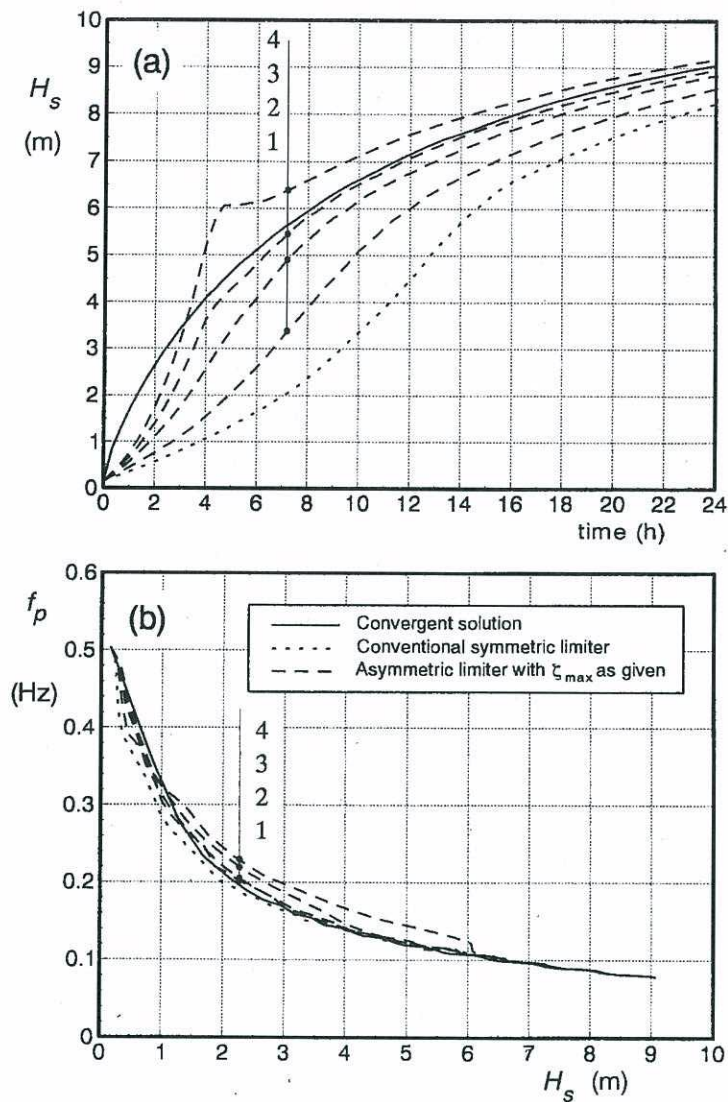 (a)
H_s
(m)
10
9
8
7
6
5
4
3
2
1
0
4
3
2
1
0 2 4 6 8 10 12 14 16 18 20 22 24
time (h)
(b)
f_p
(Hz)
0.6
0.5
0.4
0.3
0.2
0.1
0
Convergent solution
Conventional symmetric limiter
Asymmetric limiter with ζ_max as given
4
3
2
1
0 1 2 3 4 5 6 7 8 9 10
H_s (m)